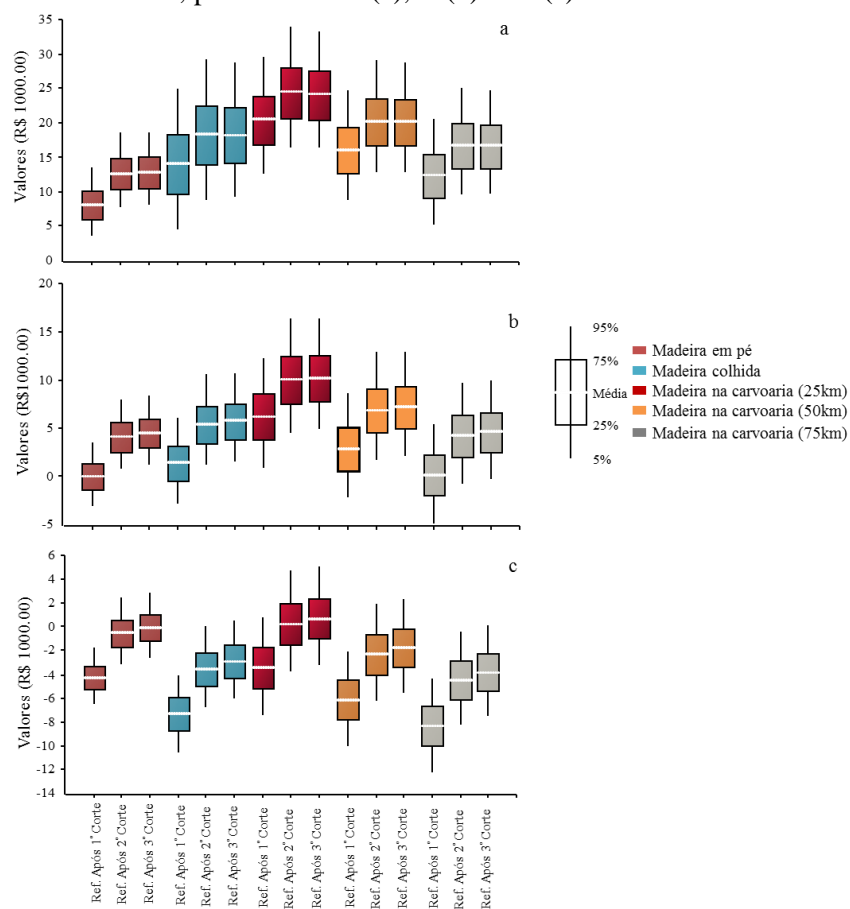 a
Valores (R$ 1000.00)
35
30
25
20
15
10
5
0
b
Valores (R$1000.00)
20
15
10
5
0
-5
95%
75%
Média
25%
5%
Madeira em pé
Madeira colhida
Madeira na carvoaria (25km)
Madeira na carvoaria (50km)
Madeira na carvoaria (75km)
c
Valores (R$ 1000.00)
6
4
2
0
-2
-4
-6
-8
-10
-12
-14
Ref. Após 1° Corte
Ref. Após 2° Corte
Ref. Após 3° Corte
Ref. Após 1° Corte
Ref. Após 2° Corte
Ref. Após 3° Corte
Ref. Após 1° Corte
Ref. Após 2° Corte
Ref. Após 3° Corte
Ref. Após 1° Corte
Ref. Após 2° Corte
Ref. Após 3° Corte
Ref. Após 1° Corte
Ref. Após 2° Corte
Ref. Após 3° Corte